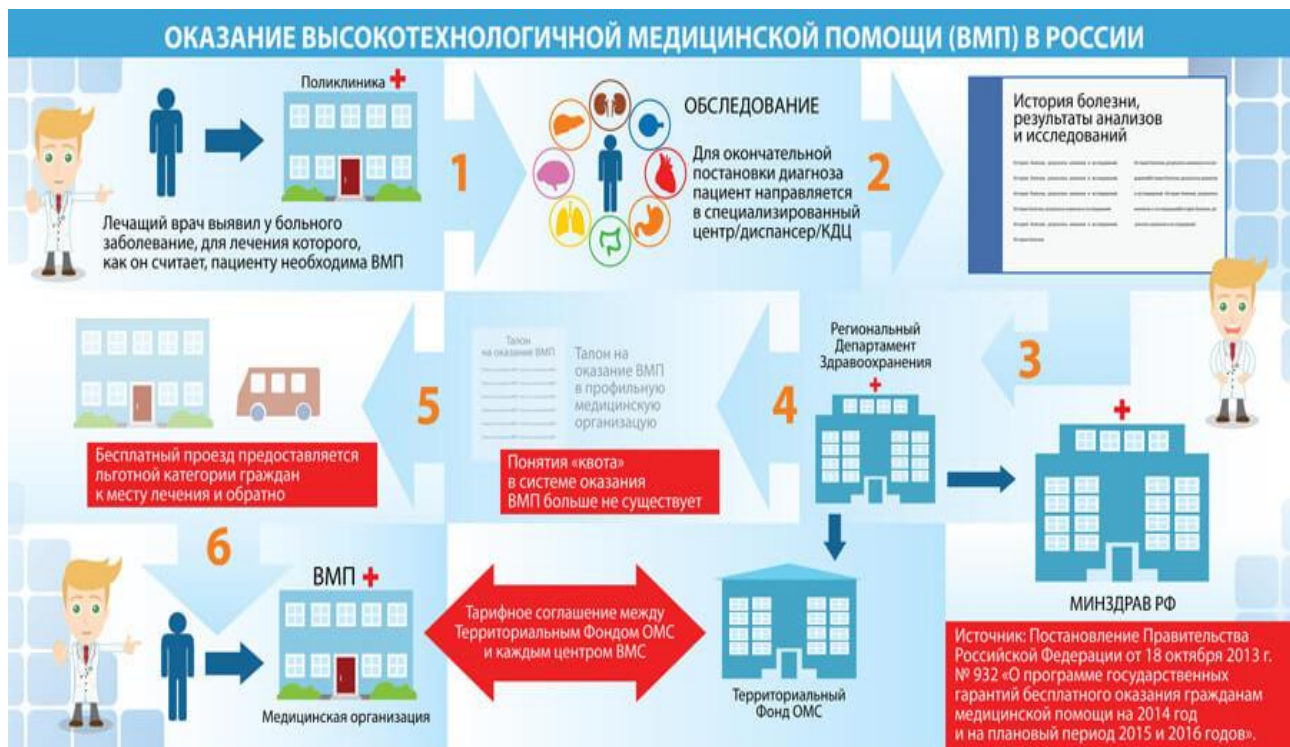 ОКАЗАНИЕ ВЫСОКОТЕХНОЛОГИЧНОЙ МЕДИЦИНСКОЙ ПОМОЩИ (ВМП) В РОССИИ
Поликлиника
Лечащий врач выявил у больного
заболевание, для лечения которого,
как он считает, пациенту необходима ВМП
1
ОБСЛЕДОВАНИЕ
Для окончательной
постановки диагноза
пациент направляется
в специализированный
центр/диспансер/КДЦ
2
История болезни,
результаты анализов
и исследований
3
Региональный
Департамент
Здравоохранения
МИНЗДРАВ РФ
4
Талон
на оказание ВМП
Талон на
оказание ВМП
в профильную
медицинскую
организацую
Понятия «квота»
в системе оказания
ВМП больше не существует
5
Бесплатный проезд предоставляется
льготной категории граждан
к месту лечения и обратно
6
ВМП
Медицинская организация
Тарифное соглашение между
Территориальным Фондом ОМС
и каждым центром ВМС
Территориальный
Фонд ОМС
Источник: Постановление Правительства
Российской Федерации от 18 октября 2013 г.
№ 932 «О программе государственных
гарантий бесплатного оказания гражданам
медицинской помощи на 2014 год
и на плановый период 2015 и 2016 годов».